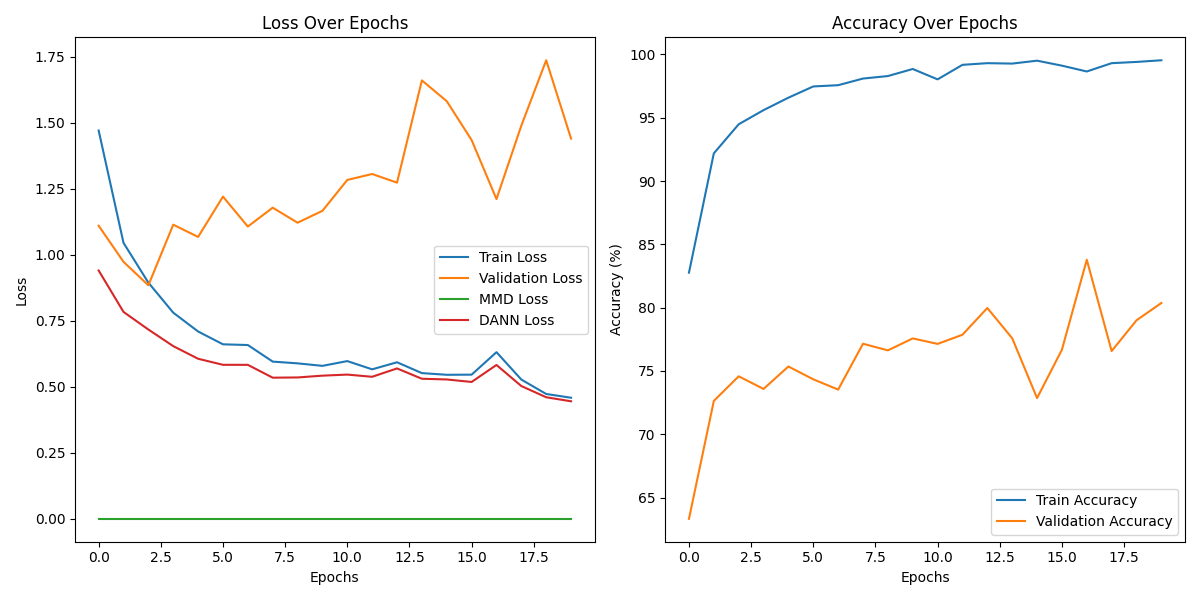 Loss Over Epochs
Loss
1.75
1.50
1.25
1.00
0.75
0.50
0.25
0.00
0.0 2.5 5.0 7.5 10.0 12.5 15.0 17.5
Epochs
Train Loss
Validation Loss
MMD Loss
DANN Loss
Accuracy Over Epochs
Accuracy (%)
100
95
90
85
80
75
70
65
0.0 2.5 5.0 7.5 10.0 12.5 15.0 17.5
Epochs
Train Accuracy
Validation Accuracy